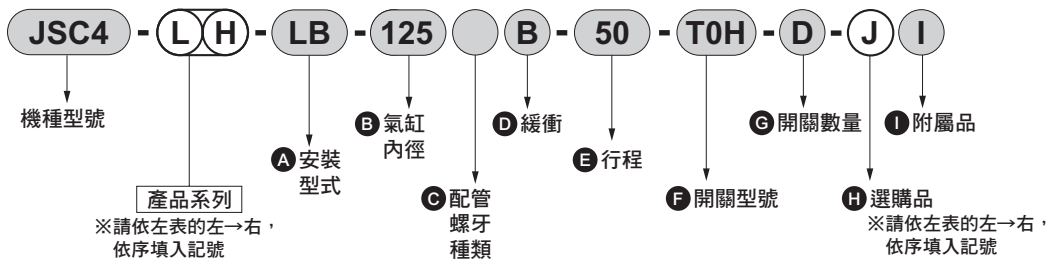 JSC4 - L H - LB - 125 B - 50 - T0H - D - J I
機種型號
產品系列
※請依左表的左→右，
依序填入記號
A 安裝
型式
B 氣缸
內徑
C 配管
螺牙
種類
D 緩衝
E 行程
F 開關型號
G 開關數量
H 選購品
※請依左表的左→右，
依序填入記號
I 附屬品